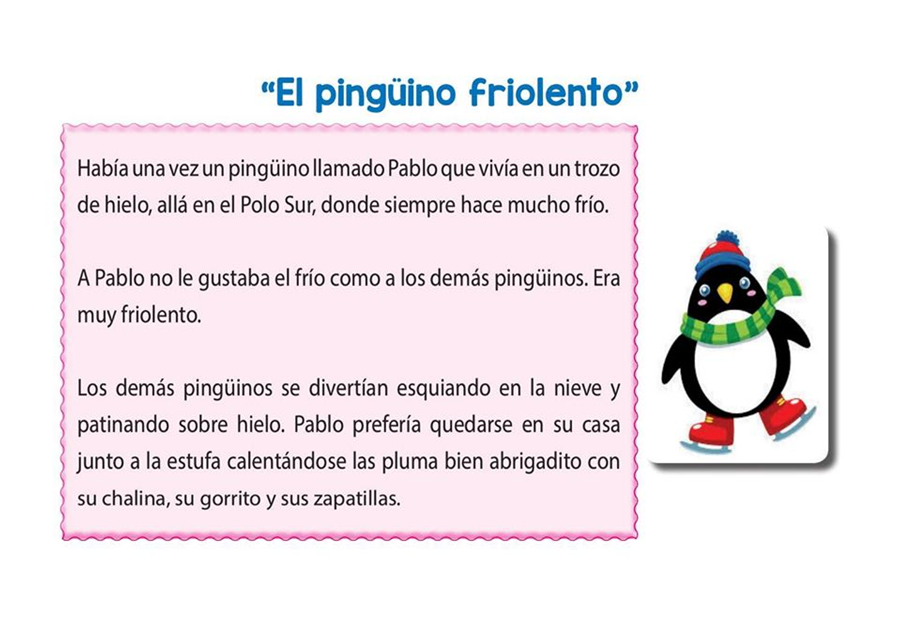 “El pingüino friolento”
Había una vez un pingüino llamado Pablo que vivía en un trozo
de hielo, allá en el Polo Sur, donde siempre hace mucho frío.
A Pablo no le gustaba el frío como a los demás pingüinos. Era
muy friolento.
Los demás pingüinos se divertían esquiando en la nieve y
patinando sobre hielo. Pablo prefería quedarse en su casa
junto a la estufa calentándose las pluma bien abrigadito con
su chalina, su gorrito y sus zapatillas.